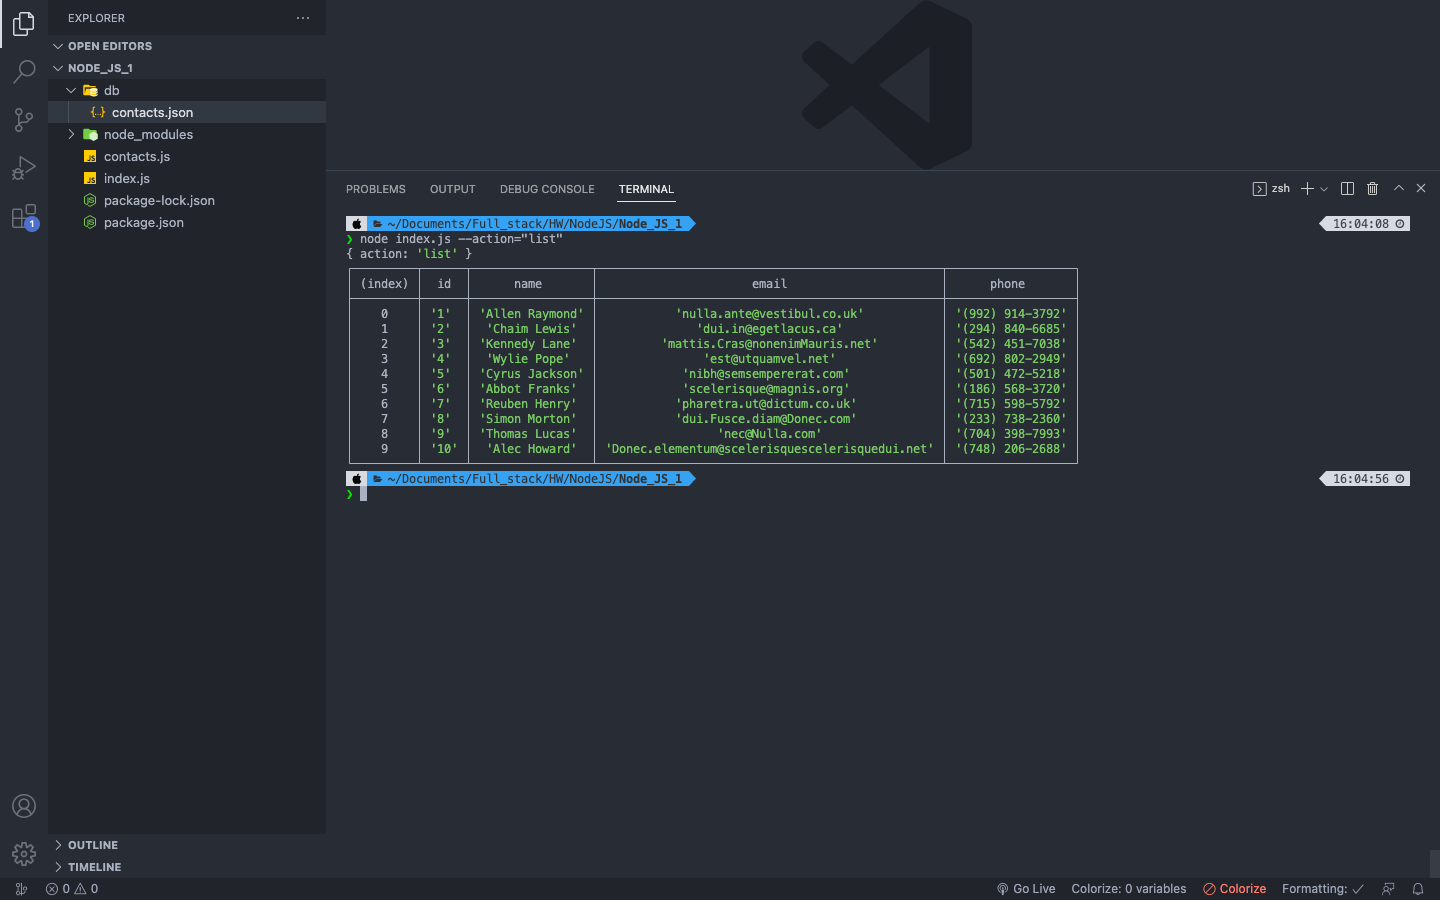 EXPLORER
OPEN EDITORS
NODE_JS_1
db
{..} contacts.json
node_modules
JS contacts.js
JS index.js
package-lock.json
package.json
1
OUTLINE
TIMELINE
PROBLEMS OUTPUT DEBUG CONSOLE TERMINAL zsh
~/Documents/Full_stack/HW/NodeJS/Node_JS_1 16:04:08
❯ node index.js --action="list"
{ action: 'list' }
(index) id name email phone
0 '1' 'Allen Raymond' 'nulla.ante@vestibul.co.uk' '(992) 914-3792'
1 '2' 'Chaim Lewis' 'dui.in@egetlacus.ca' '(294) 840-6685'
2 '3' 'Kennedy Lane' 'mattis.Cras@nonenimMauris.net' '(542) 451-7038'
3 '4' 'Wylie Pope' 'est@utquamvel.net' '(692) 802-2949'
4 '5' 'Cyrus Jackson' 'nibh@semsempererat.com' '(501) 472-5218'
5 '6' 'Abbot Franks' 'scelerisque@magnis.org' '(186) 568-3720'
6 '7' 'Reuben Henry' 'pharetra.ut@dictum.co.uk' '(715) 598-5792'
7 '8' 'Simon Morton' 'dui.Fusce.diam@Donec.com' '(233) 738-2360'
8 '9' 'Thomas Lucas' 'nec@Nulla.com' '(704) 398-7993'
9 '10' 'Alec Howard' 'Donec.elementum@scelerisquescelerisquedui.net' '(748) 206-2688'
~/Documents/Full_stack/HW/NodeJS/Node_JS_1 16:04:56
❯
0 0 Go Live Colorize: 0 variables Colorize Formatting: ✓